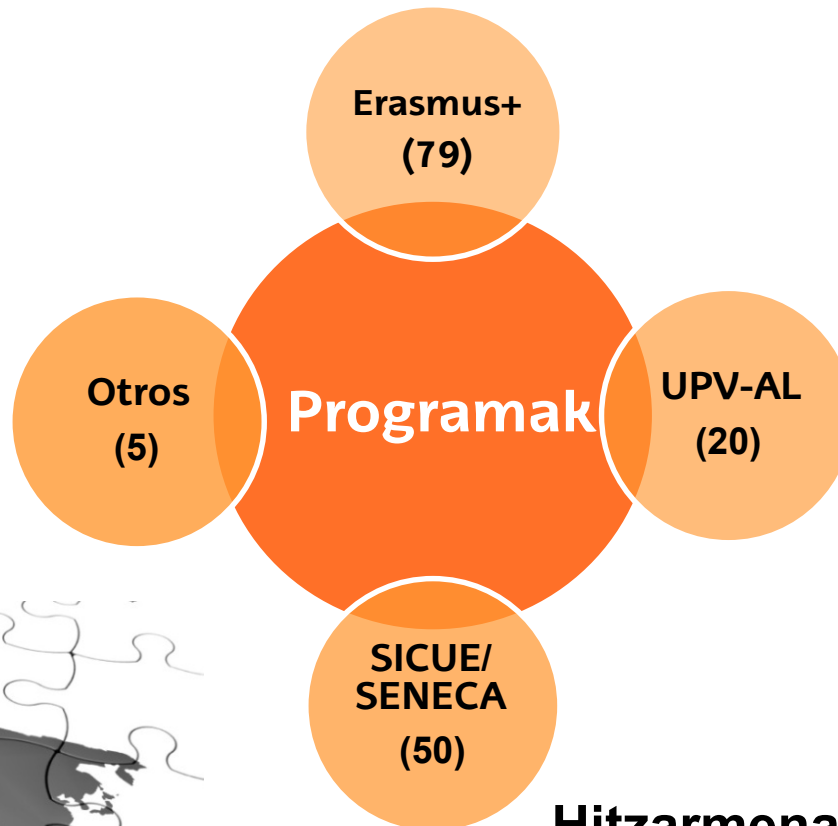 Erasmus+
(79)
Otros
(5)
Programak
UPV-AL
(20)
SICUE/
SENECA
(50)